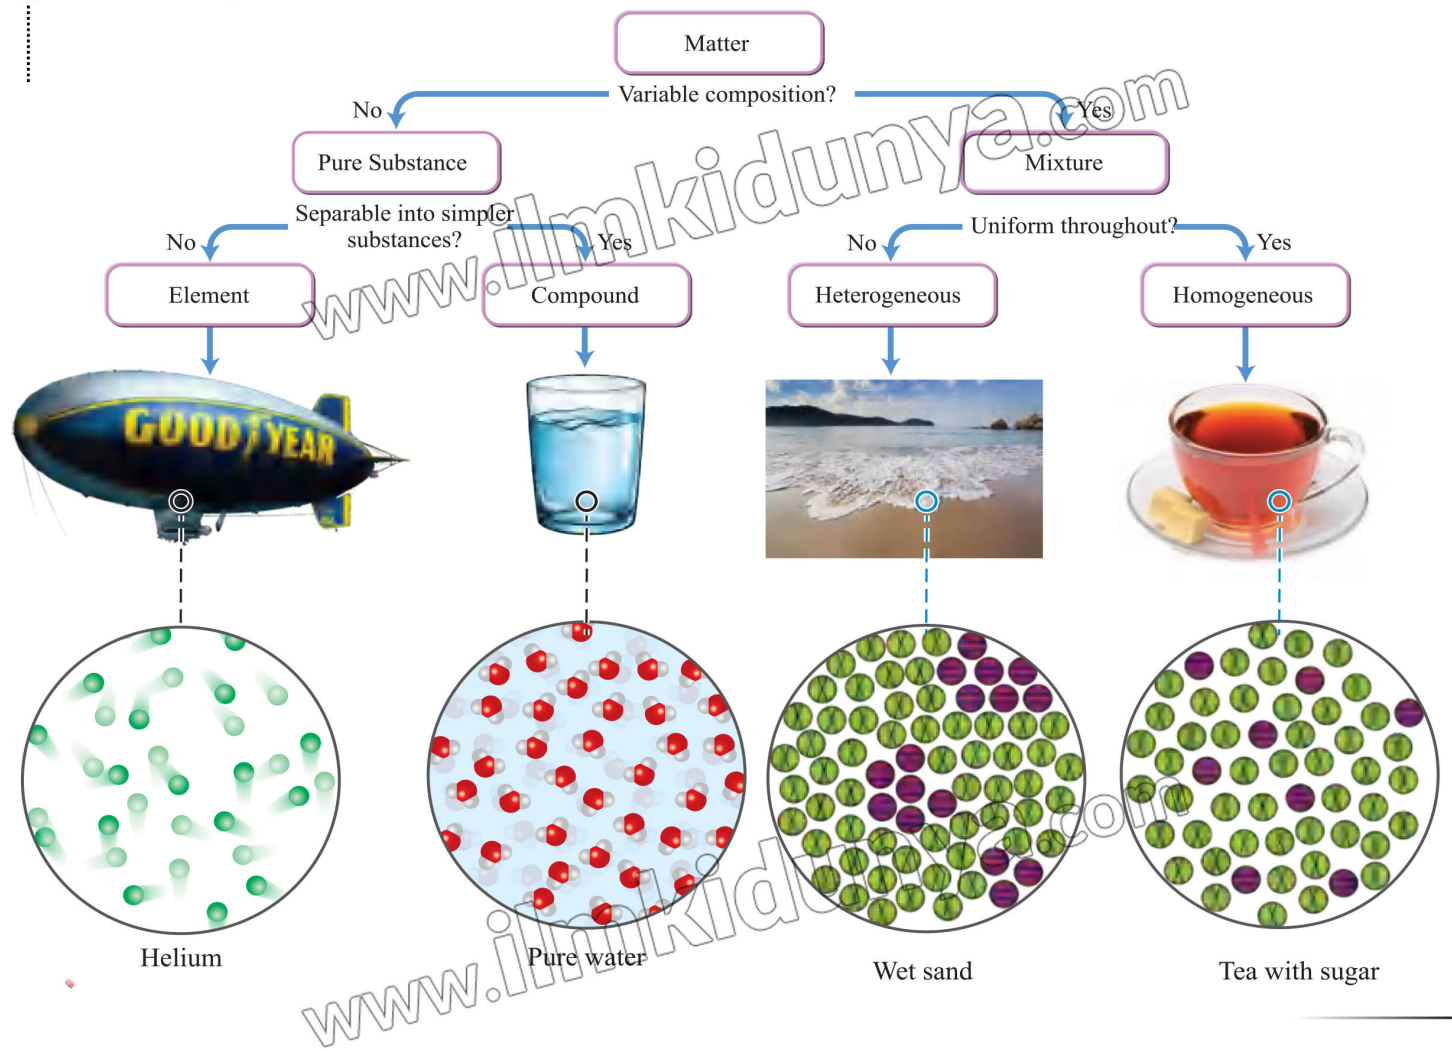 Matter
Variable composition?
No
Yes
Pure Substance
Mixture
Separable into simpler
substances?
No
Yes
Uniform throughout?
No
Yes
Element
Compound
Heterogeneous
Homogeneous
GOODYEAR
Helium
Pure water
Wet sand
Tea with sugar
www.ilmkidunya.com
www.ilmkidunya.com